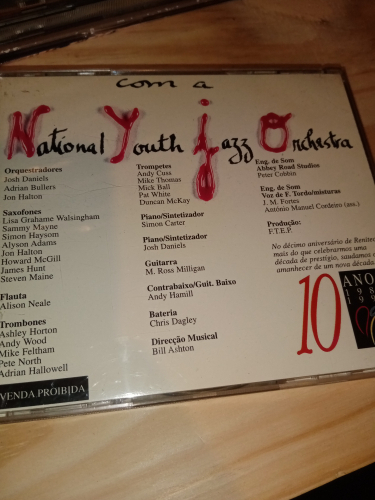 com a
National Youth Jazz Orchestra
Orquestradores
Josh Daniels
Adrian Bullers
Jon Halton
Saxofones
Lisa Grahame Walsingham
Sammy Mayne
Simon Haysom
Alyson Adams
Jon Halton
Howard McGill
James Hunt
Steven Maine
Flauta
Alison Neale
Trombones
Ashley Horton
Andy Wood
Mike Feltham
Pete North
Adrian Hallowell
VENDA PROIBIDA
Trompetes
Andy Cuss
Mike Thomas
Mick Ball
Pat White
Duncan McKay
Piano/Sintetizador
Simon Carter
Piano/Sintetizador
Josh Daniels
Guitarra
M. Ross Milligan
Contrabaixo/Guit. Baixo
Andy Hamill
Bateria
Chris Dagley
Direcção Musical
Bill Ashton
Eng. de Som
Abbey Road Studios
Peter Cobbin
Eng. de Som
Voz de F. Tordo/misturas
J. M. Fortes
António Manuel Cordeiro (ass.)
Produção:
F.T.E.P.
No décimo aniversário da
mais do que celebrarmos uma
década de prestígio, saudamos o
amanhecer de um nova década
10
ANO
198
199